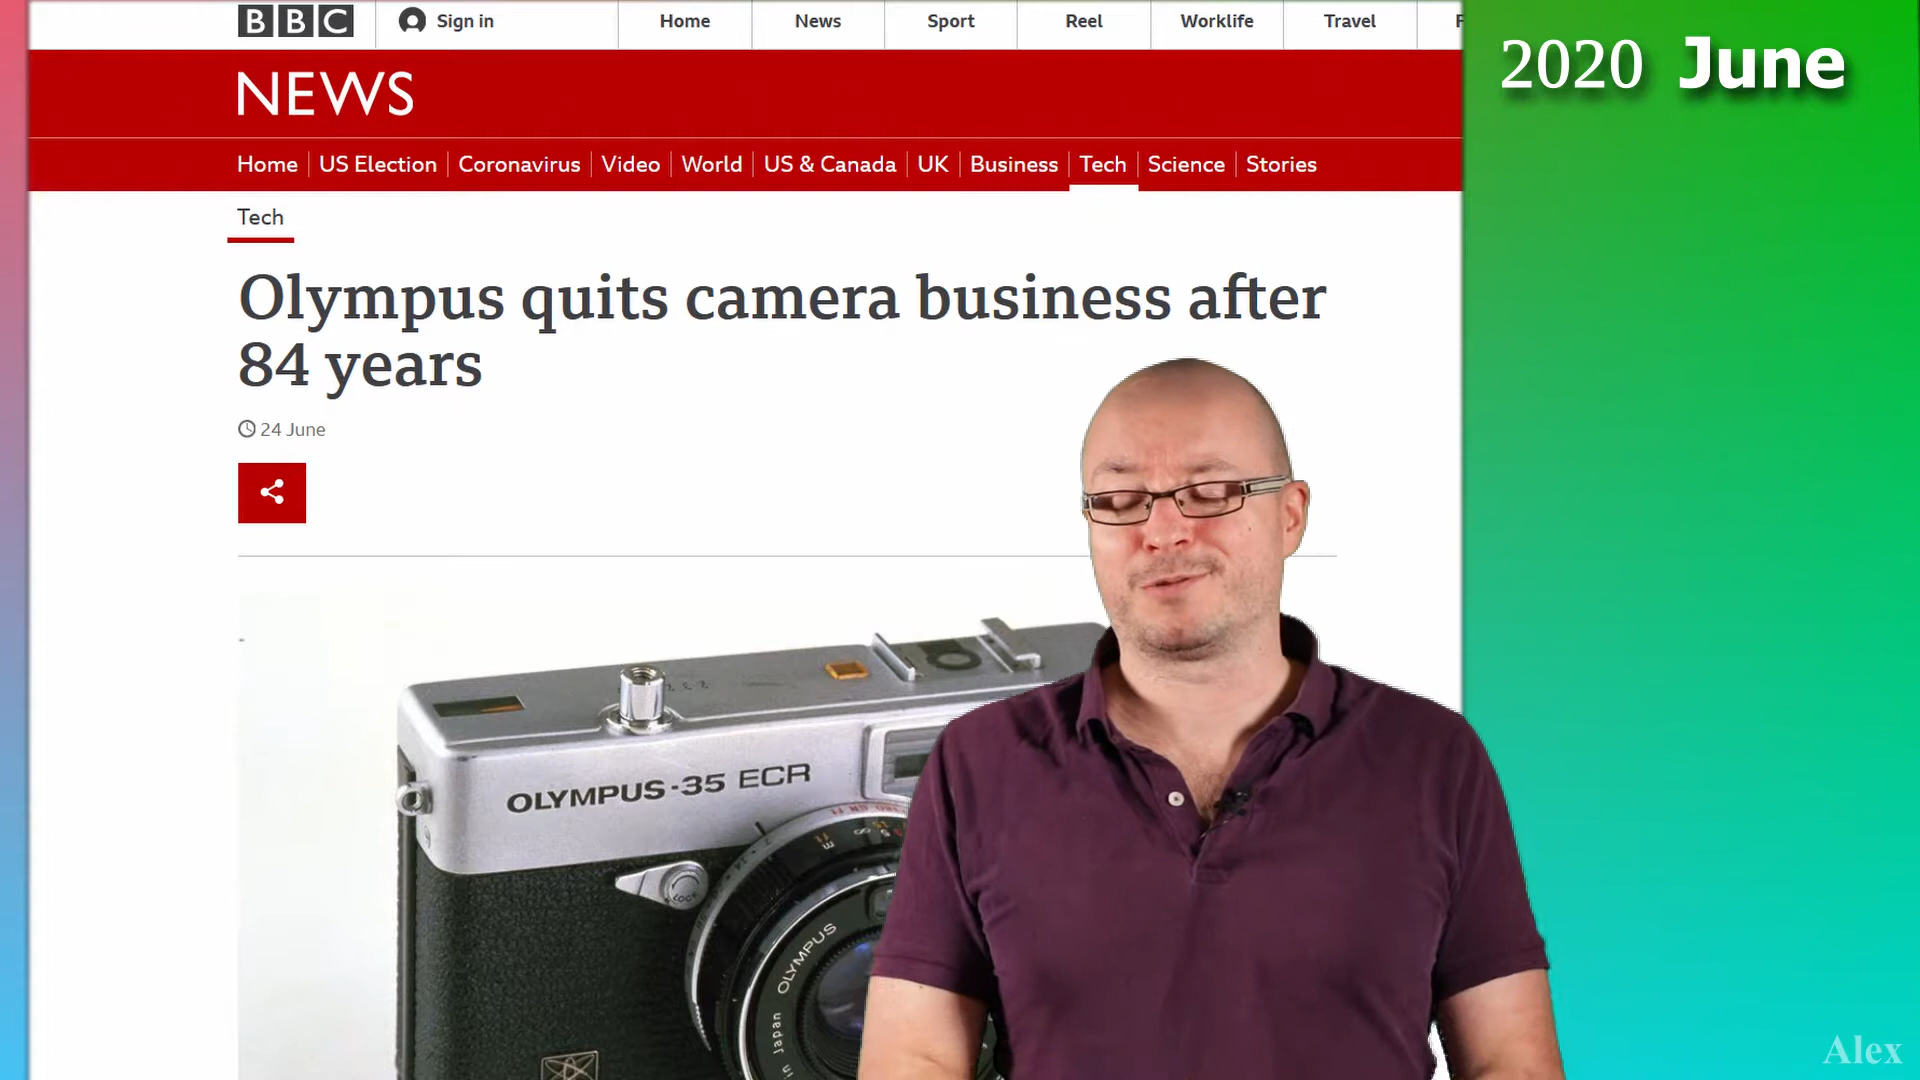 BBC Sign in Home News Sport Reel Worklife Travel
2020 June
NEWS
Home US Election Coronavirus Video World US & Canada UK Business Tech Science Stories
Tech
Olympus quits camera business after
84 years
24 June
OLYMPUS-35 ECR
OLYMPUS
LOCK
in Japan
Alex